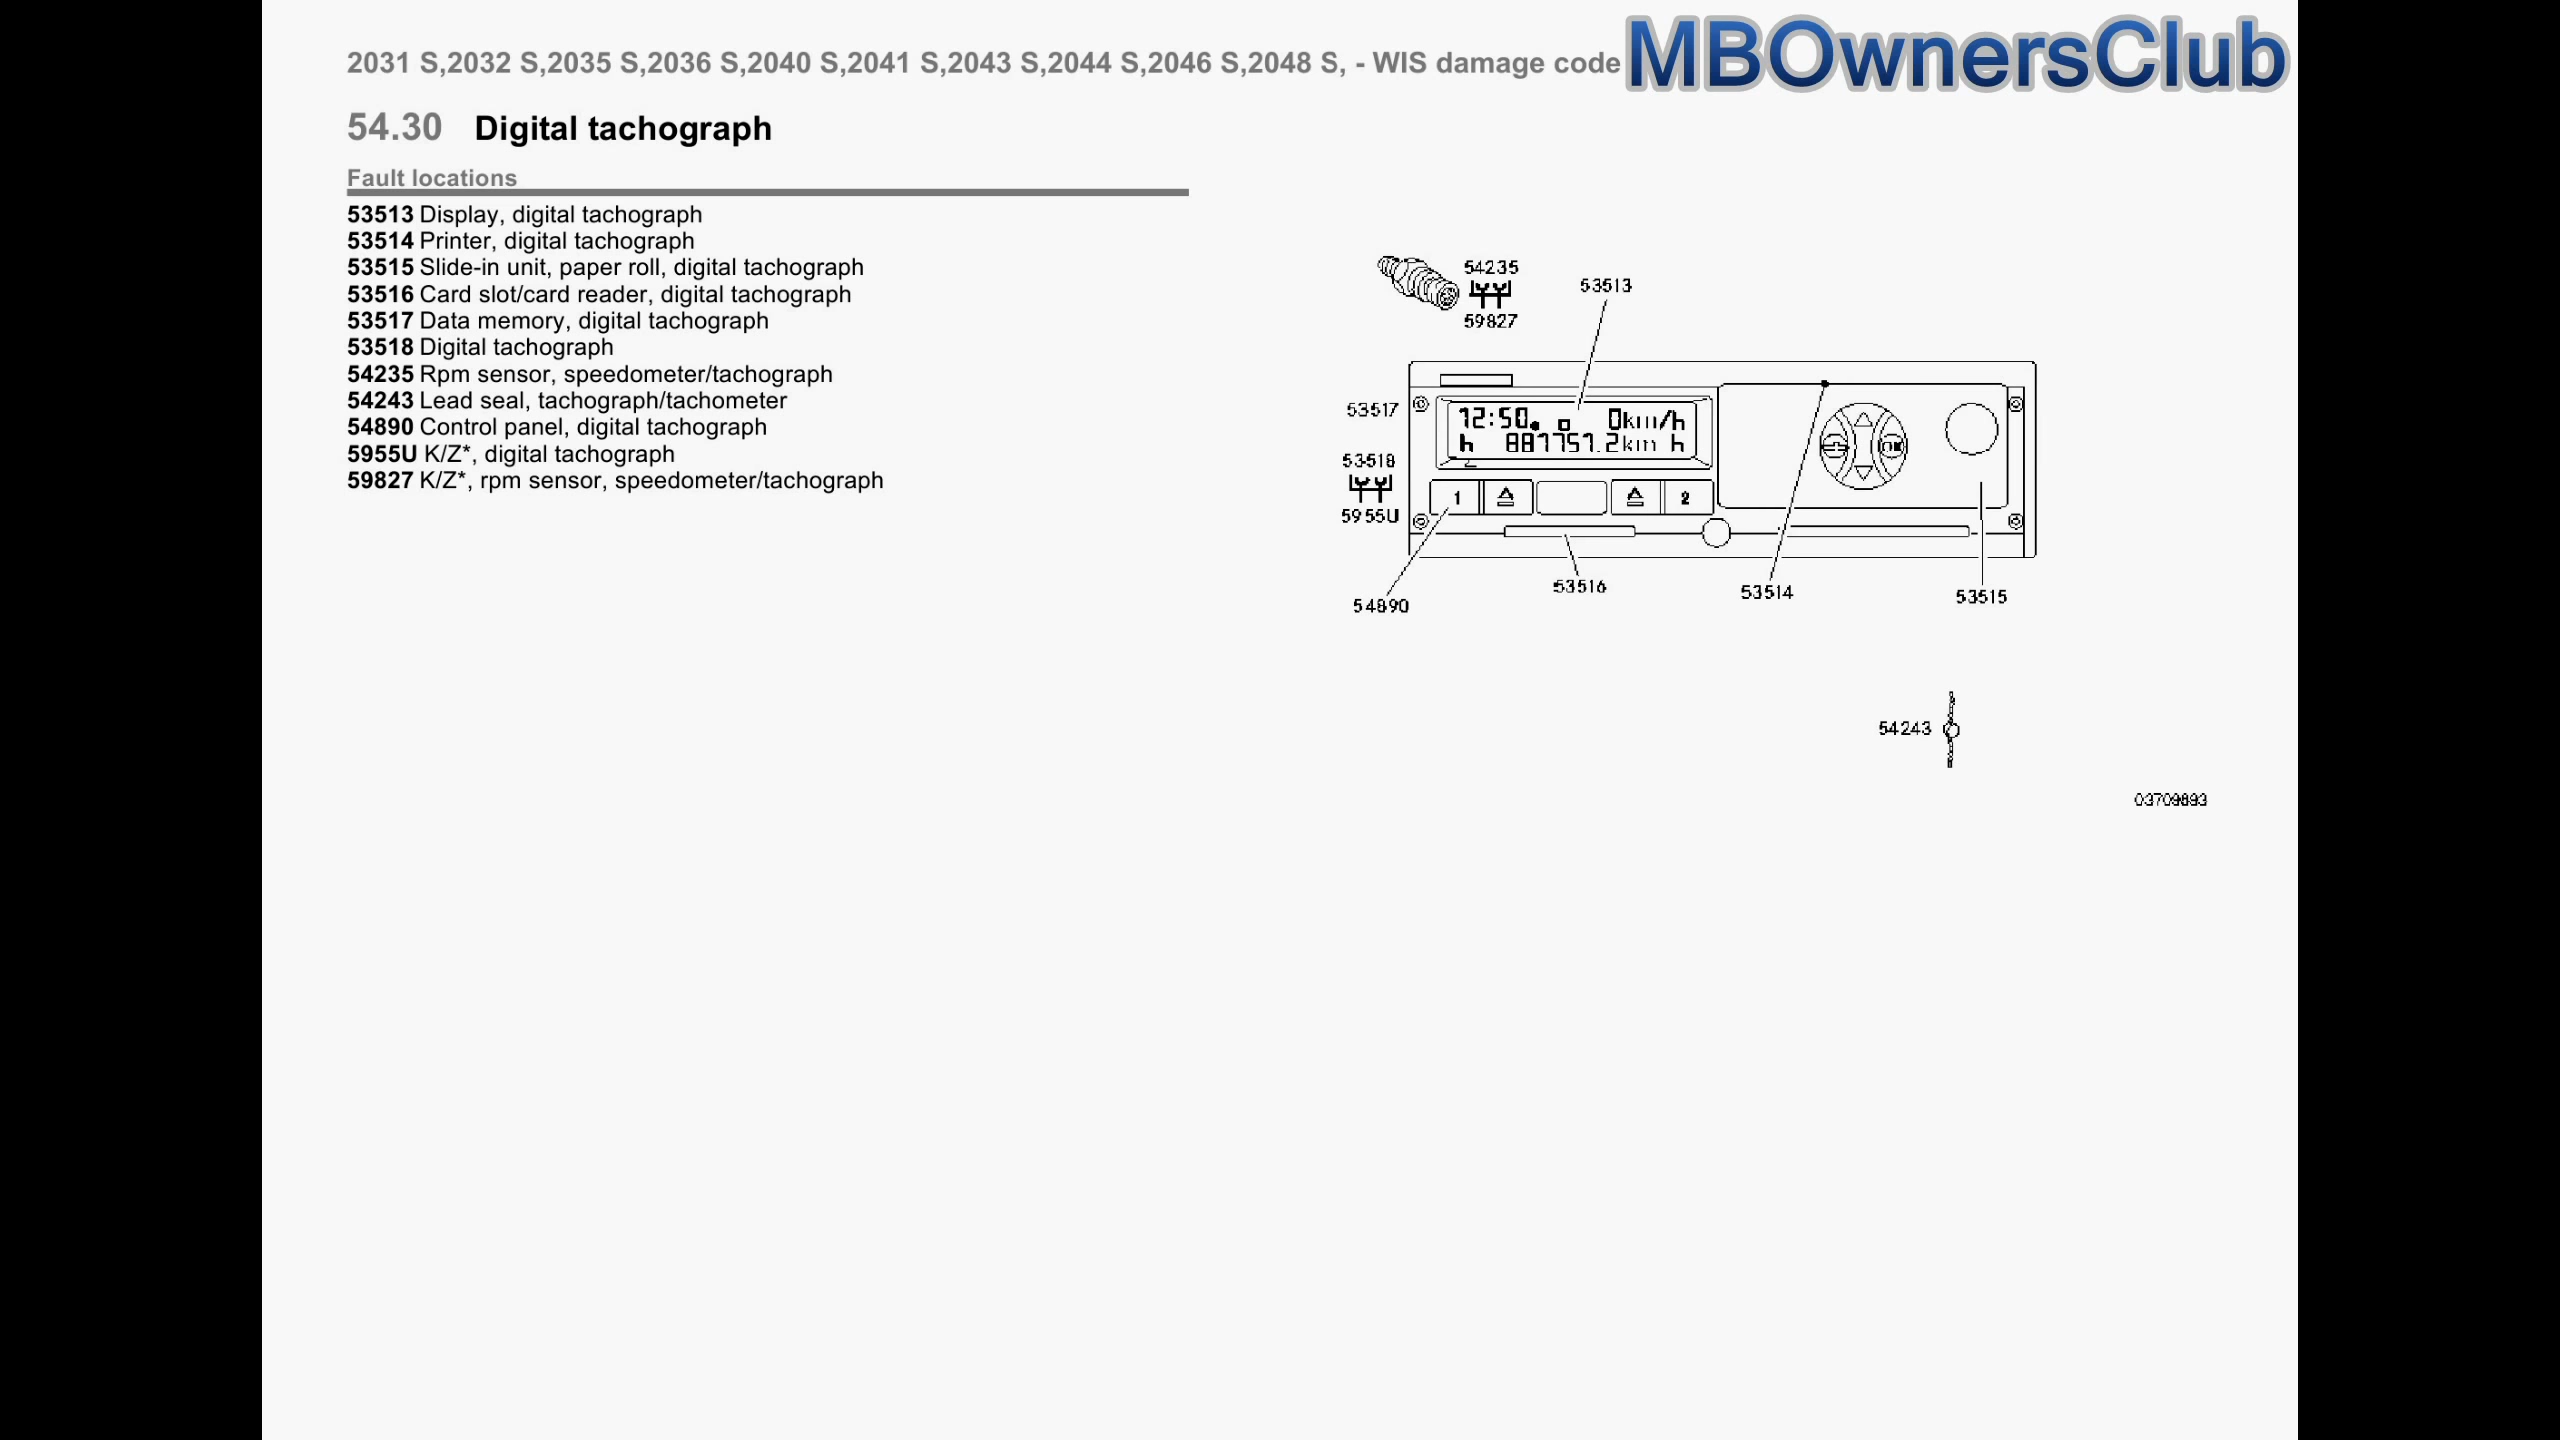 2031 S,2032 S,2035 S,2036 S,2040 S,2041 S,2043 S,2044 S,2046 S,2048 S, - WIS damage code
MBOwnersClub
54.30 Digital tachograph
Fault locations
53513 Display, digital tachograph
53514 Printer, digital tachograph
53515 Slide-in unit, paper roll, digital tachograph
53516 Card slot/card reader, digital tachograph
53517 Data memory, digital tachograph
53518 Digital tachograph
54235 Rpm sensor, speedometer/tachograph
54243 Lead seal, tachograph/tachometer
54890 Control panel, digital tachograph
5955U K/Z*, digital tachograph
59827 K/Z*, rpm sensor, speedometer/tachograph
54235
53513
59827
53517
12:50 0km/h
h 887757.2km h
OK
53518
1 2
5955U
53516
53514
53515
54890
54243